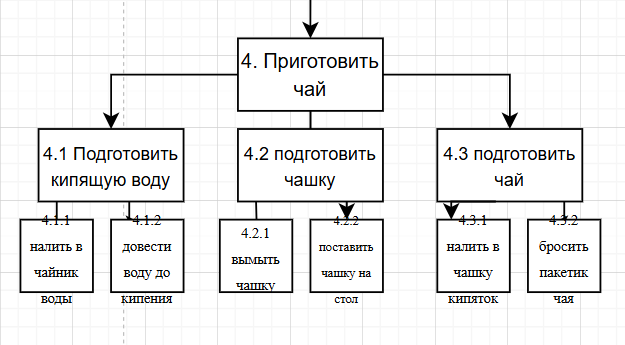 4. Приготовить
чай
4.1 Подготовить
кипящую воду
4.2 подготовить
чашку
4.3 подготовить
чай
4.1.1
налить в
чайник
воды
4.1.2
довести
воду до
кипения
4.2.1
вымыть
чашку
4.2.2
поставить
чашку на
стол
4.3.1
налить в
чашку
кипяток
4.3.2
бросить
пакетик
чая